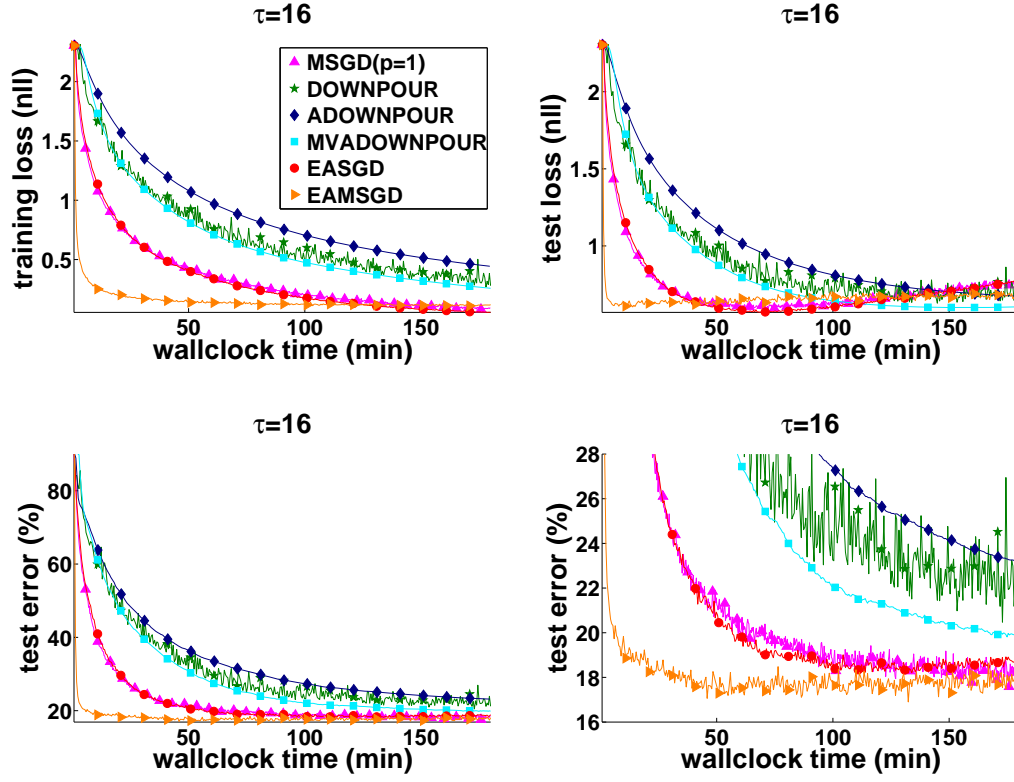 τ=16
training loss (nll)
2
1.5
1
0.5
50
100
150
wallclock time (min)
MSGD(p=1)
DOWNPOUR
ADOWNPOUR
MVADOWNPOUR
EASGD
EAMSGD
τ=16
test loss (nll)
2
1.5
1
50
100
150
wallclock time (min)
τ=16
test error (%)
80
60
40
20
50
100
150
wallclock time (min)
τ=16
test error (%)
28
26
24
22
20
18
16
50
100
150
wallclock time (min)